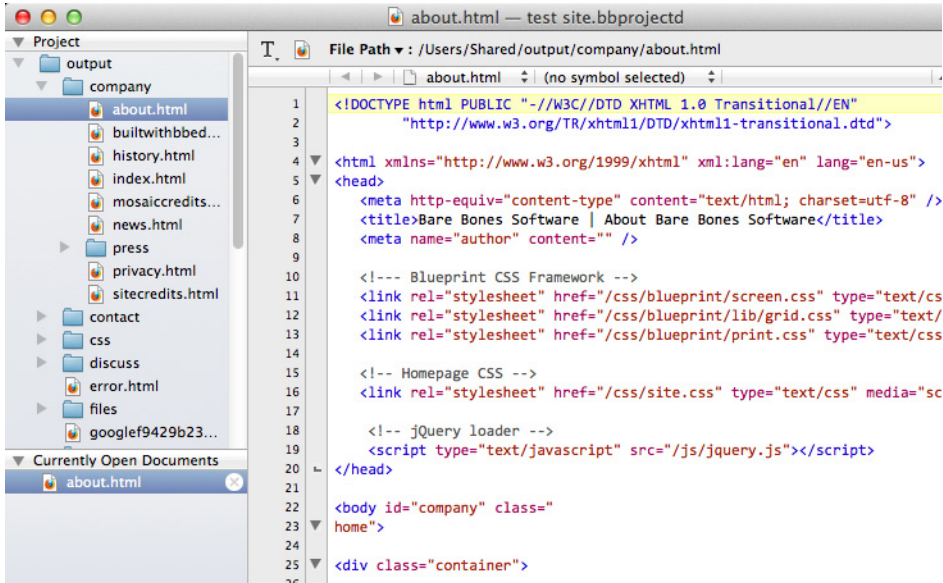 about.html — test site.bbprojectd
Project
output
company
about.html
builtwithbbed...
history.html
index.html
mosaiccredits...
news.html
press
privacy.html
sitecredits.html
contact
css
discuss
error.html
files
googlef9429b23...
Currently Open Documents
about.html
T. File Path ▾ : /Users/Shared/output/company/about.html
about.html (no symbol selected)
1 <!DOCTYPE html PUBLIC "-//W3C//DTD XHTML 1.0 Transitional//EN"
2 "http://www.w3.org/TR/xhtml1/DTD/xhtml1-transitional.dtd">
3
4 <html xmlns="http://www.w3.org/1999/xhtml" xml:lang="en" lang="en-us">
5 <head>
6 <meta http-equiv="content-type" content="text/html; charset=utf-8" />
7 <title>Bare Bones Software | About Bare Bones Software</title>
8 <meta name="author" content="" />
9
10 <!--- Blueprint CSS Framework -->
11 <link rel="stylesheet" href="/css/blueprint/screen.css" type="text/cs
12 <link rel="stylesheet" href="/css/blueprint/lib/grid.css" type="text/
13 <link rel="stylesheet" href="/css/blueprint/print.css" type="text/css
14
15 <!-- Homepage CSS -->
16 <link rel="stylesheet" href="/css/site.css" type="text/css" media="sc
17
18 <!-- jQuery loader -->
19 <script type="text/javascript" src="/js/jquery.js"></script>
20 </head>
21
22 <body id="company" class="
23 home">
24
25 <div class="container">